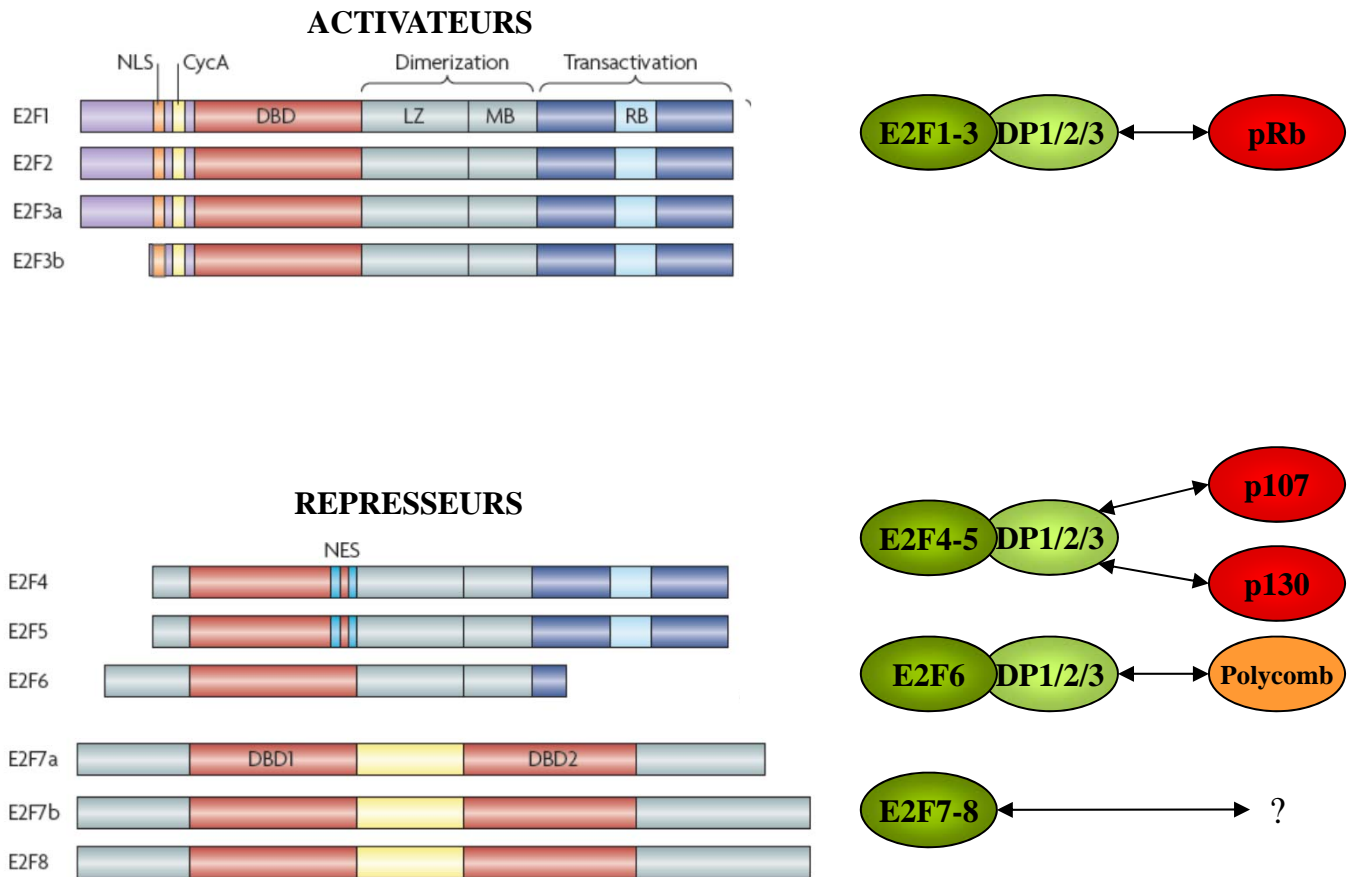 ACTIVATEURS
NLS CycA Dimerization Transactivation
E2F1 DBD LZ MB RB
E2F2
E2F3a
E2F3b
E2F1-3 DP1/2/3 pRb
REPRESSEURS
NES
E2F4
E2F5
E2F6
E2F7a DBD1 DBD2
E2F7b
E2F8
p107
E2F4-5 DP1/2/3
p130
E2F6 DP1/2/3 Polycomb
E2F7-8 ?